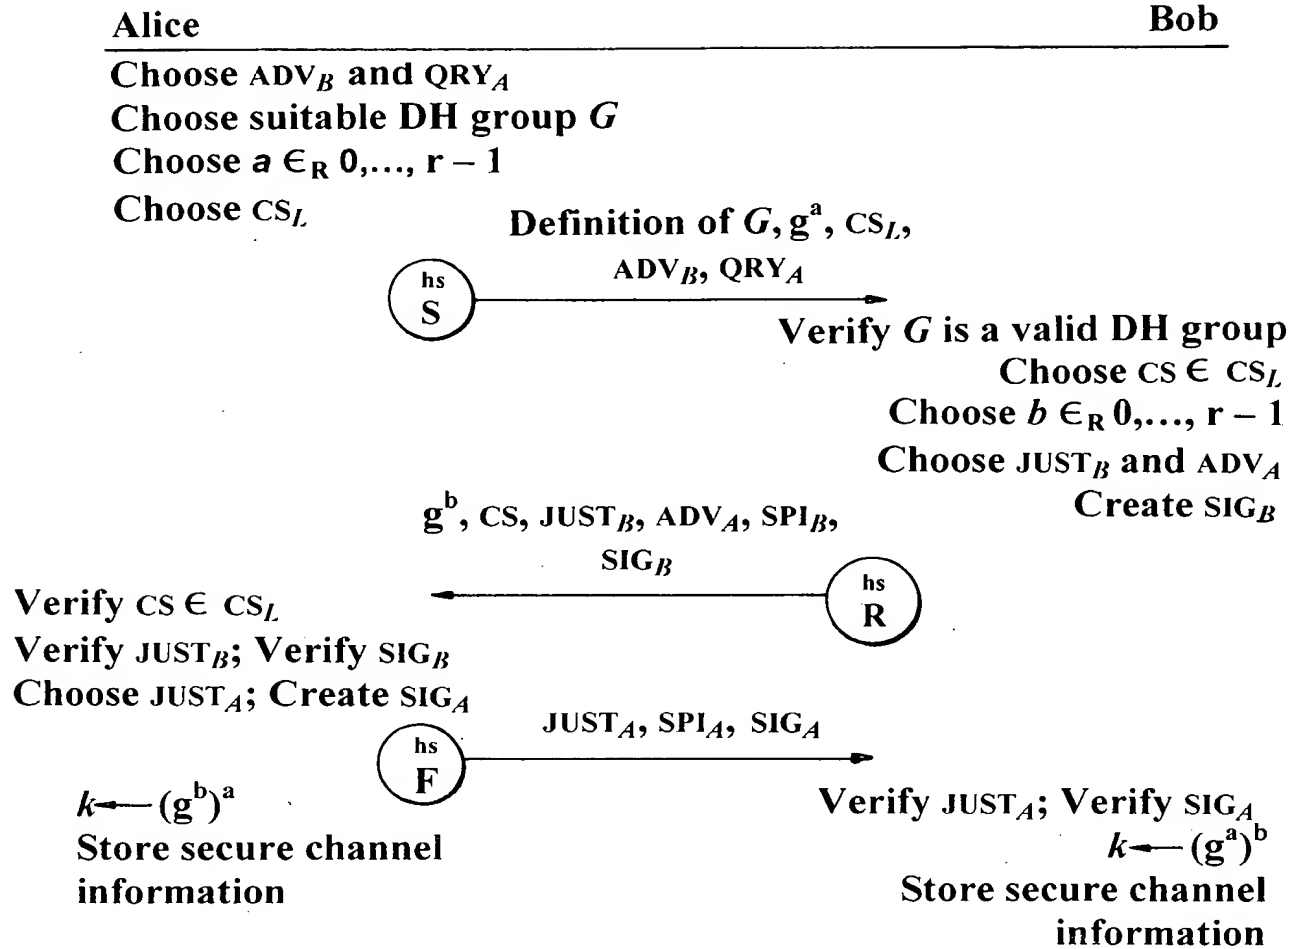 Alice Bob
Choose ADV_B and QRY_A
Choose suitable DH group G
Choose a ∈_R 0,..., r − 1
Choose CS_L
Definition of G, g^a, CS_L,
ADV_B, QRY_A
hs
S
Verify G is a valid DH group
Choose CS ∈ CS_L
Choose b ∈_R 0,..., r − 1
Choose JUST_B and ADV_A
Create SIG_B
g^b, CS, JUST_B, ADV_A, SPI_B,
SIG_B
hs
R
Verify CS ∈ CS_L
Verify JUST_B; Verify SIG_B
Choose JUST_A; Create SIG_A
JUST_A, SPI_A, SIG_A
hs
F
k ← (g^b)^a
Store secure channel
information
Verify JUST_A; Verify SIG_A
k ← (g^a)^b
Store secure channel
information